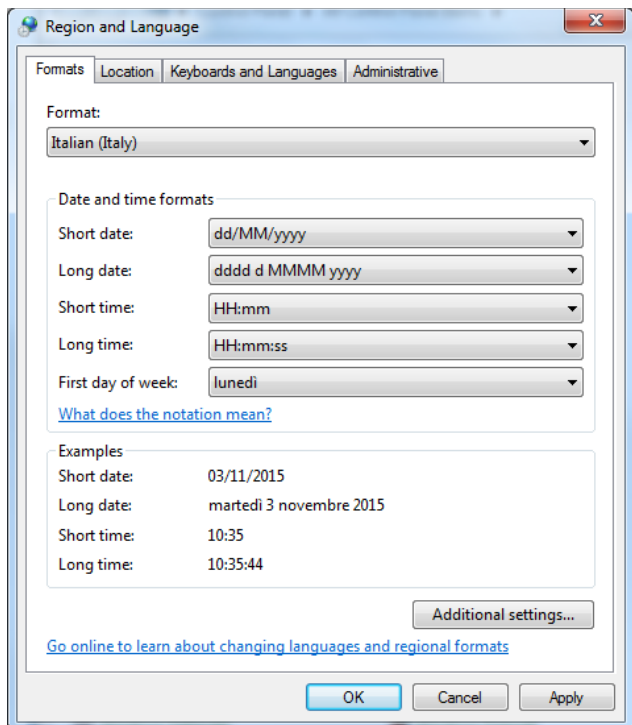 Region and Language
Formats Location Keyboards and Languages Administrative
Format:
Italian (Italy)
Date and time formats
Short date: dd/MM/yyyy
Long date: dddd d MMMM yyyy
Short time: HH:mm
Long time: HH:mm:ss
First day of week: lunedì
What does the notation mean?
Examples
Short date: 03/11/2015
Long date: martedì 3 novembre 2015
Short time: 10:35
Long time: 10:35:44
Additional settings...
Go online to learn about changing languages and regional formats
OK Cancel Apply